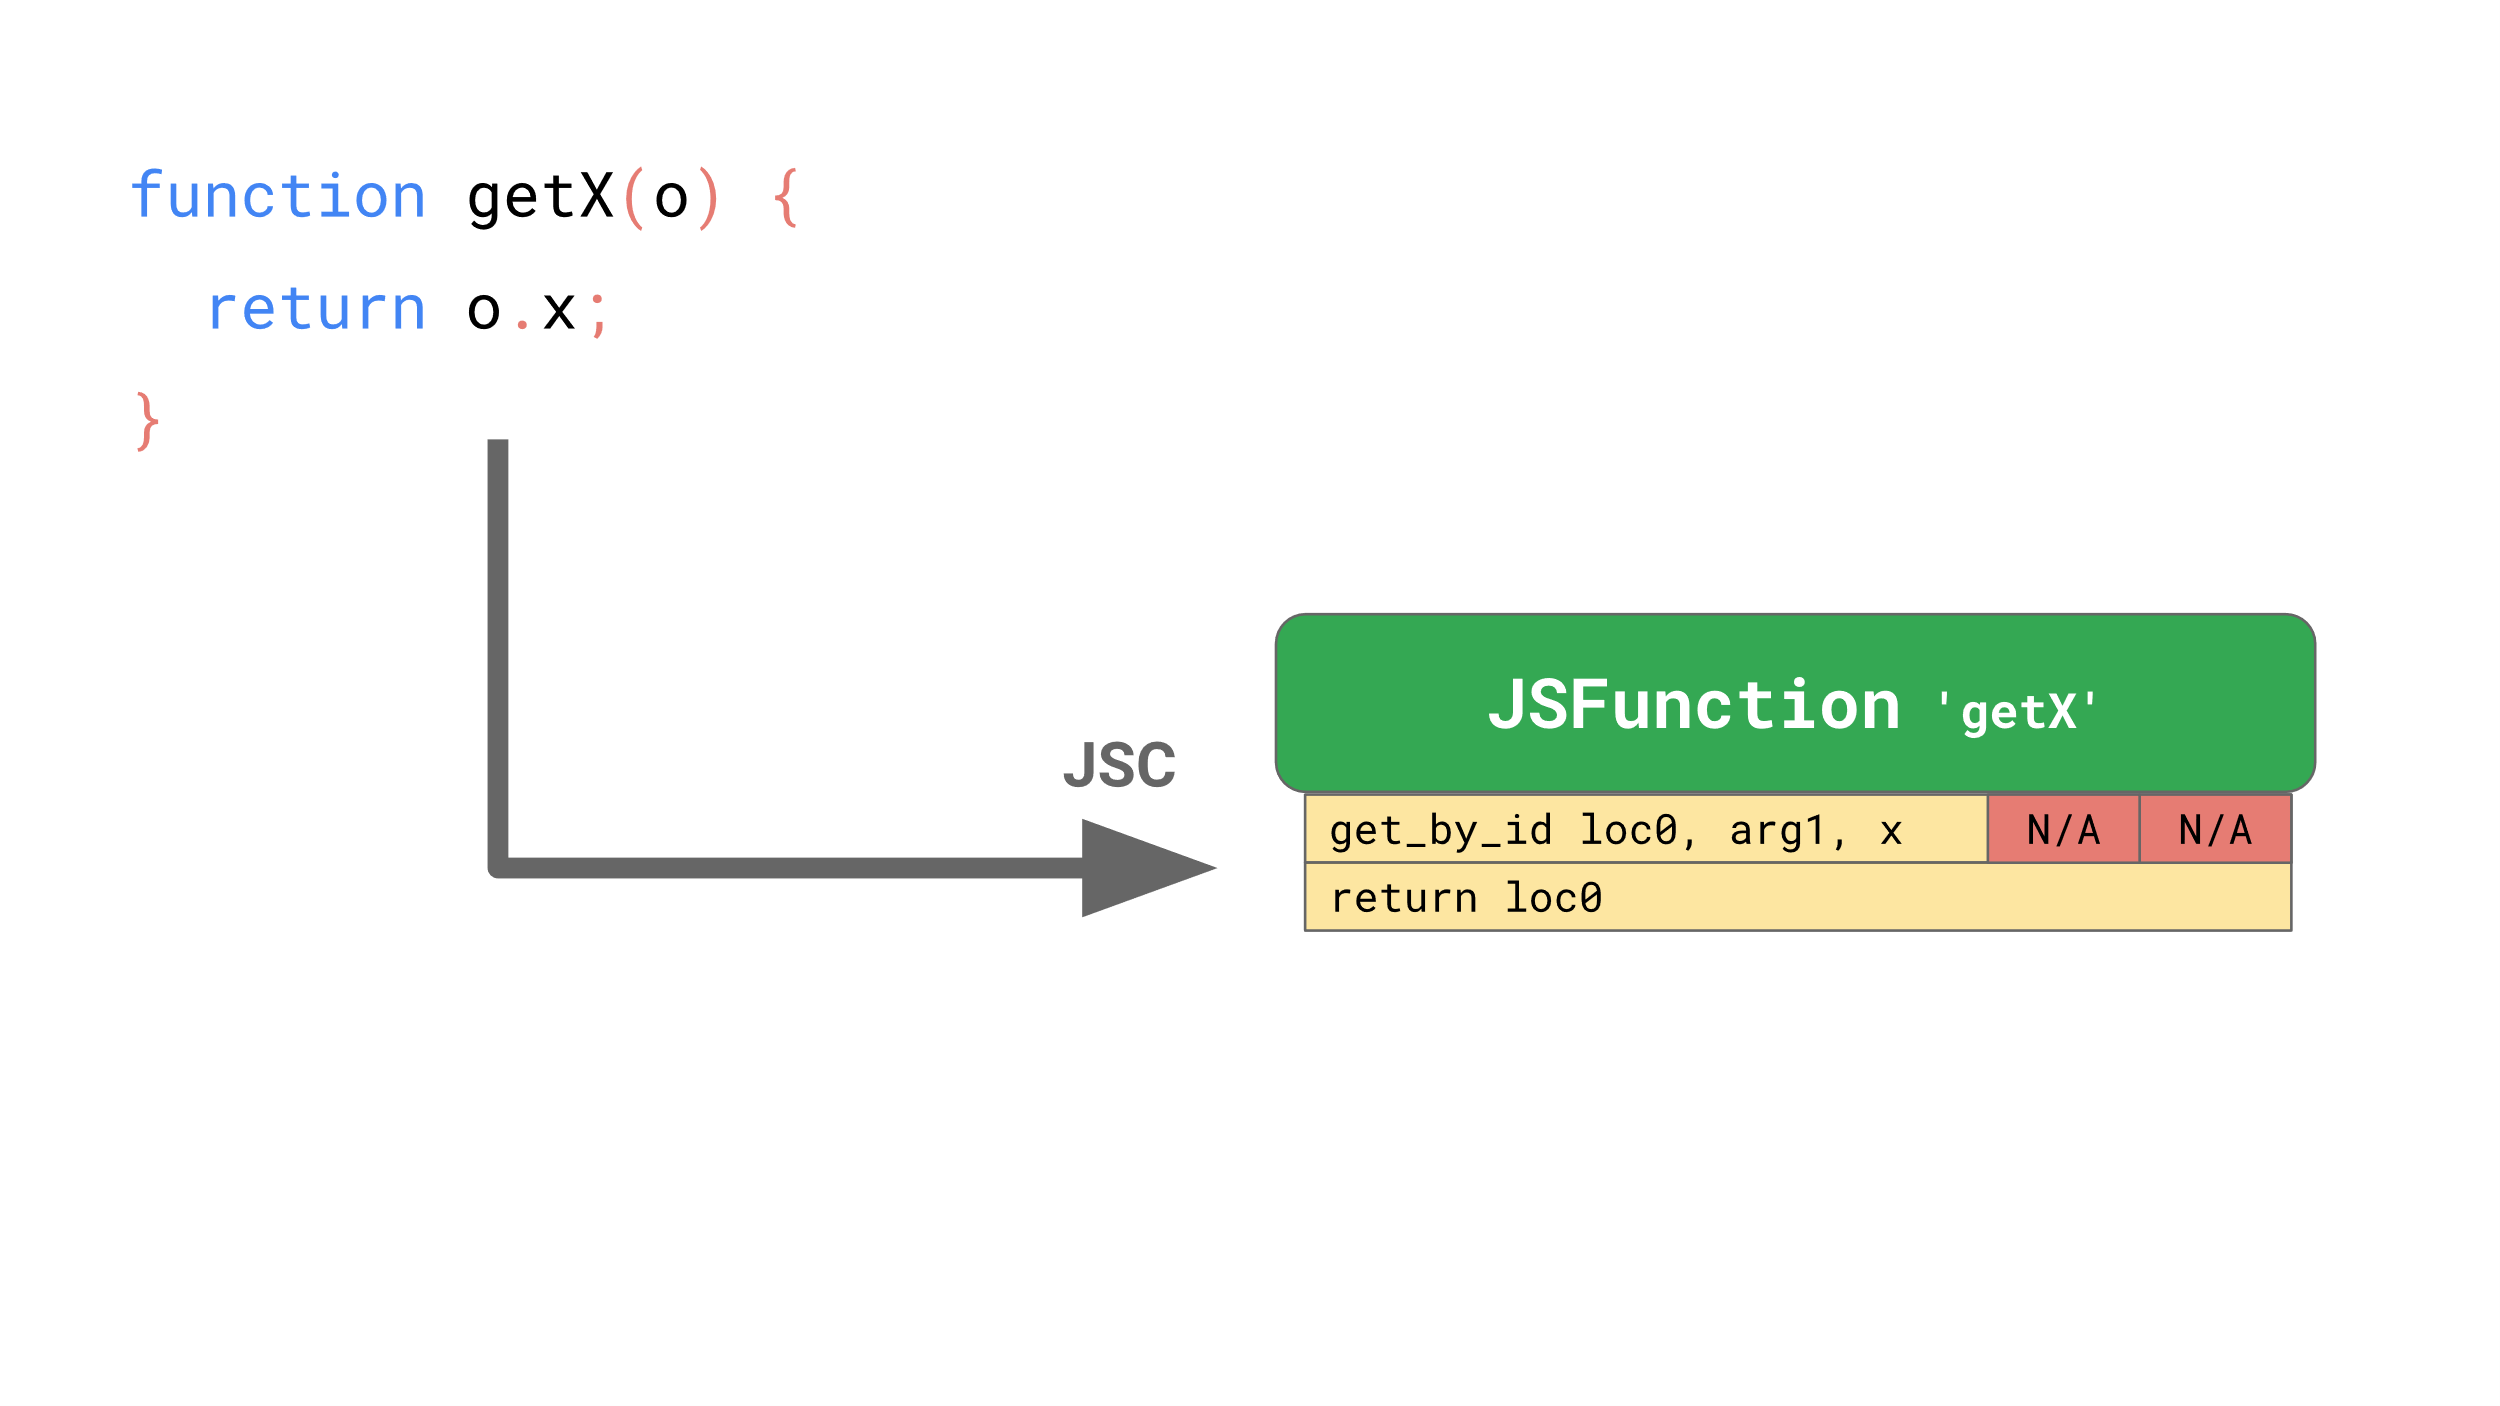 function getX(o) {
return o.x;
}
JSC
JSFunction 'getX'
get_by_id loc0, arg1, x N/A N/A
return loc0